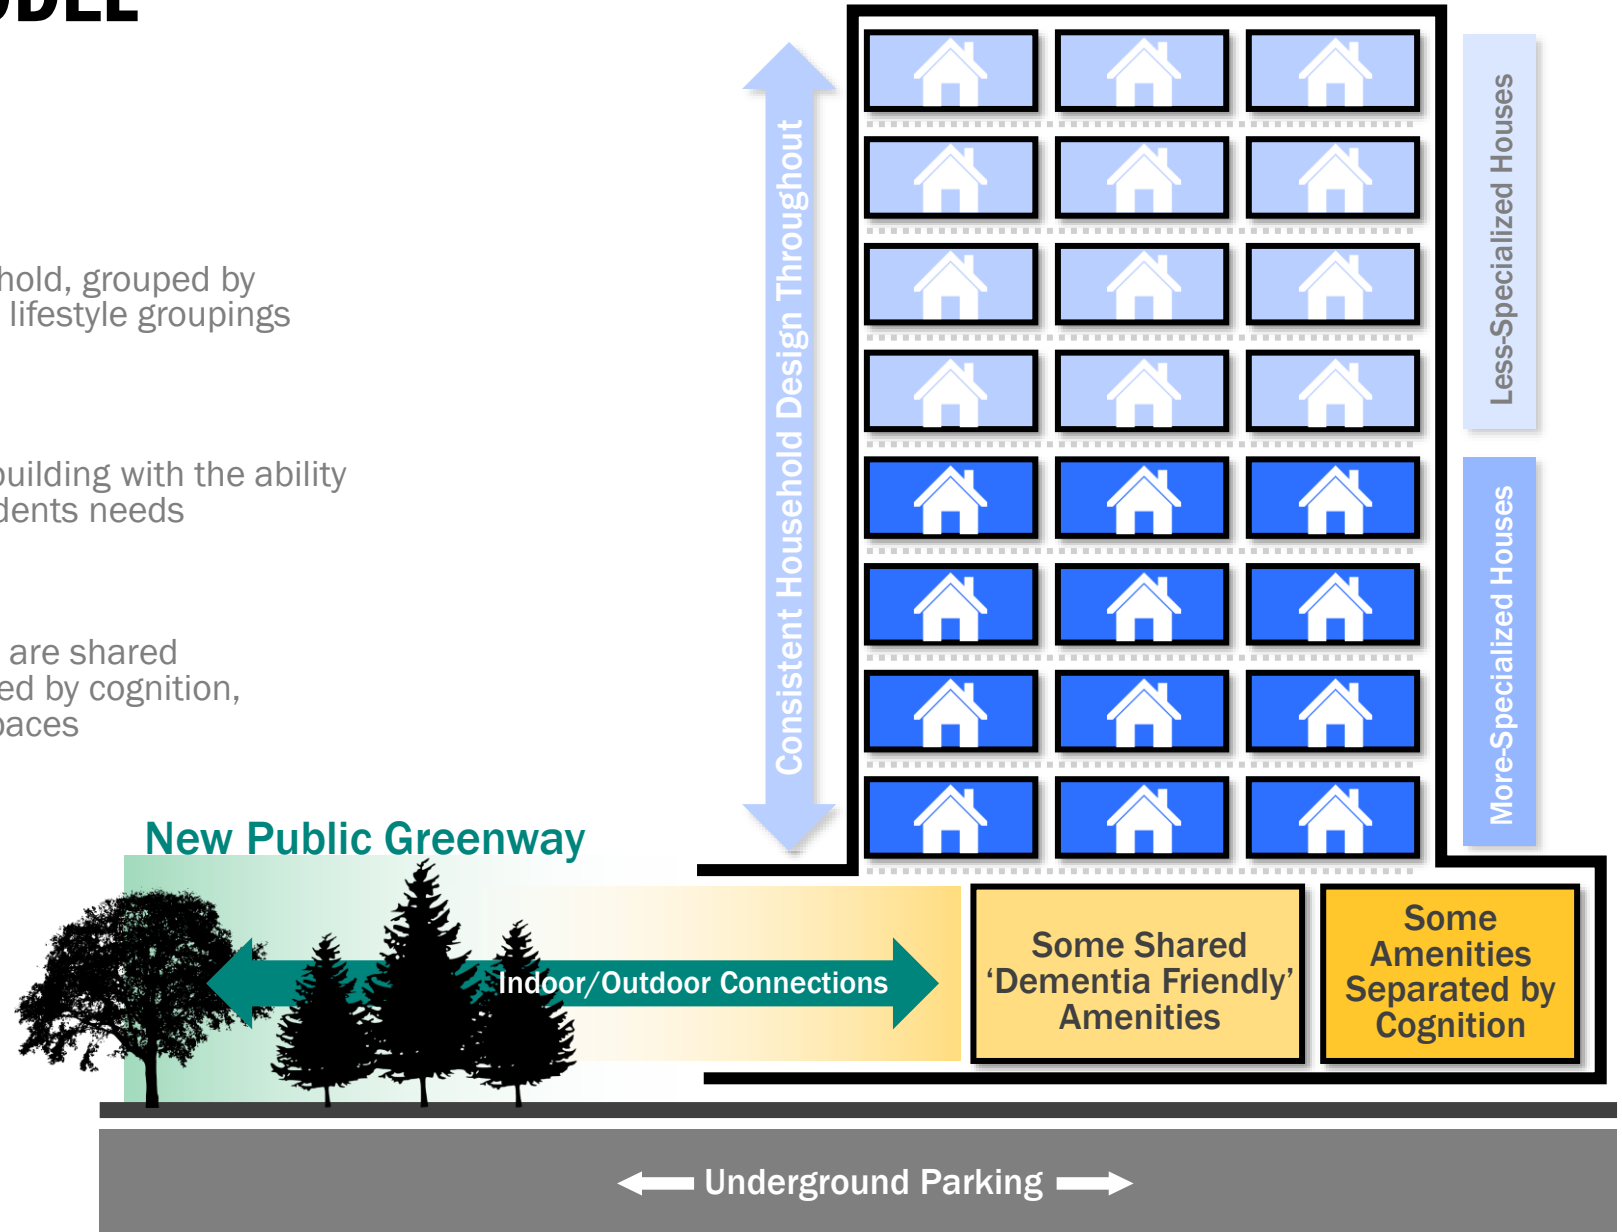 hold, grouped by
lifestyle groupings
building with the ability
dents needs
are shared
ed by cognition,
paces
Consistent Household Design Throughout
Less-Specialized Houses
More-Specialized Houses
New Public Greenway
Indoor/Outdoor Connections
Some Shared
‘Dementia Friendly’
Amenities
Some
Amenities
Separated by
Cognition
Underground Parking